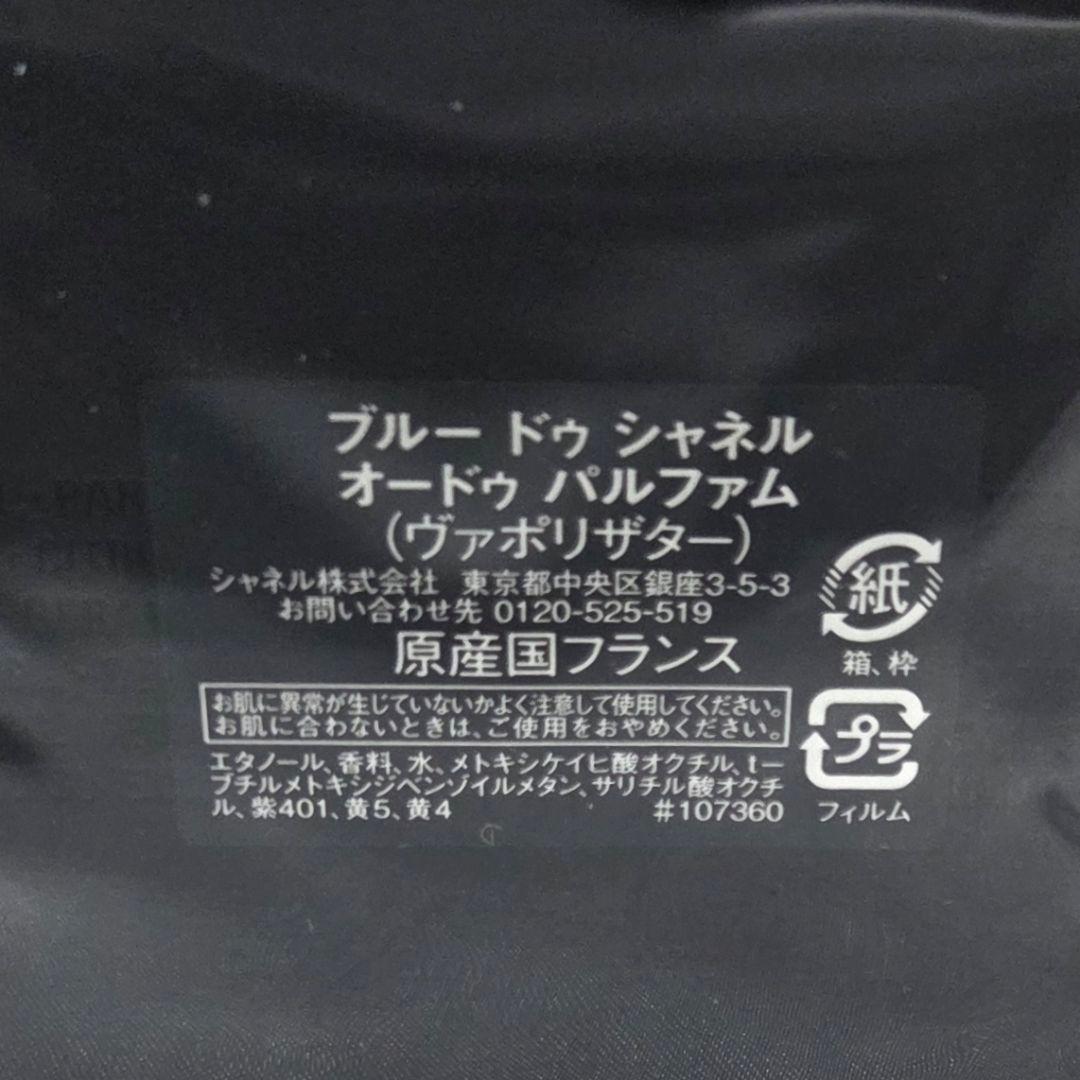 ブルー ドゥ シャネル
オードゥ パルファム
(ヴァポリザター)
シャネル株式会社 東京都中央区銀座3-5-3
お問い合わせ先 0120-525-519
原産国フランス
紙
箱、枠
お肌に異常が生じていないかよく注意して使用してください。
お肌に合わないときは、ご使用をおやめください。
プラ
フィルム
エタノール、香料、水、メトキシケイヒ酸オクチル、t-
ブチルメトキシジベンゾイルメタン、サリチル酸オクチ
ル、紫401、黄5、黄4 #107360